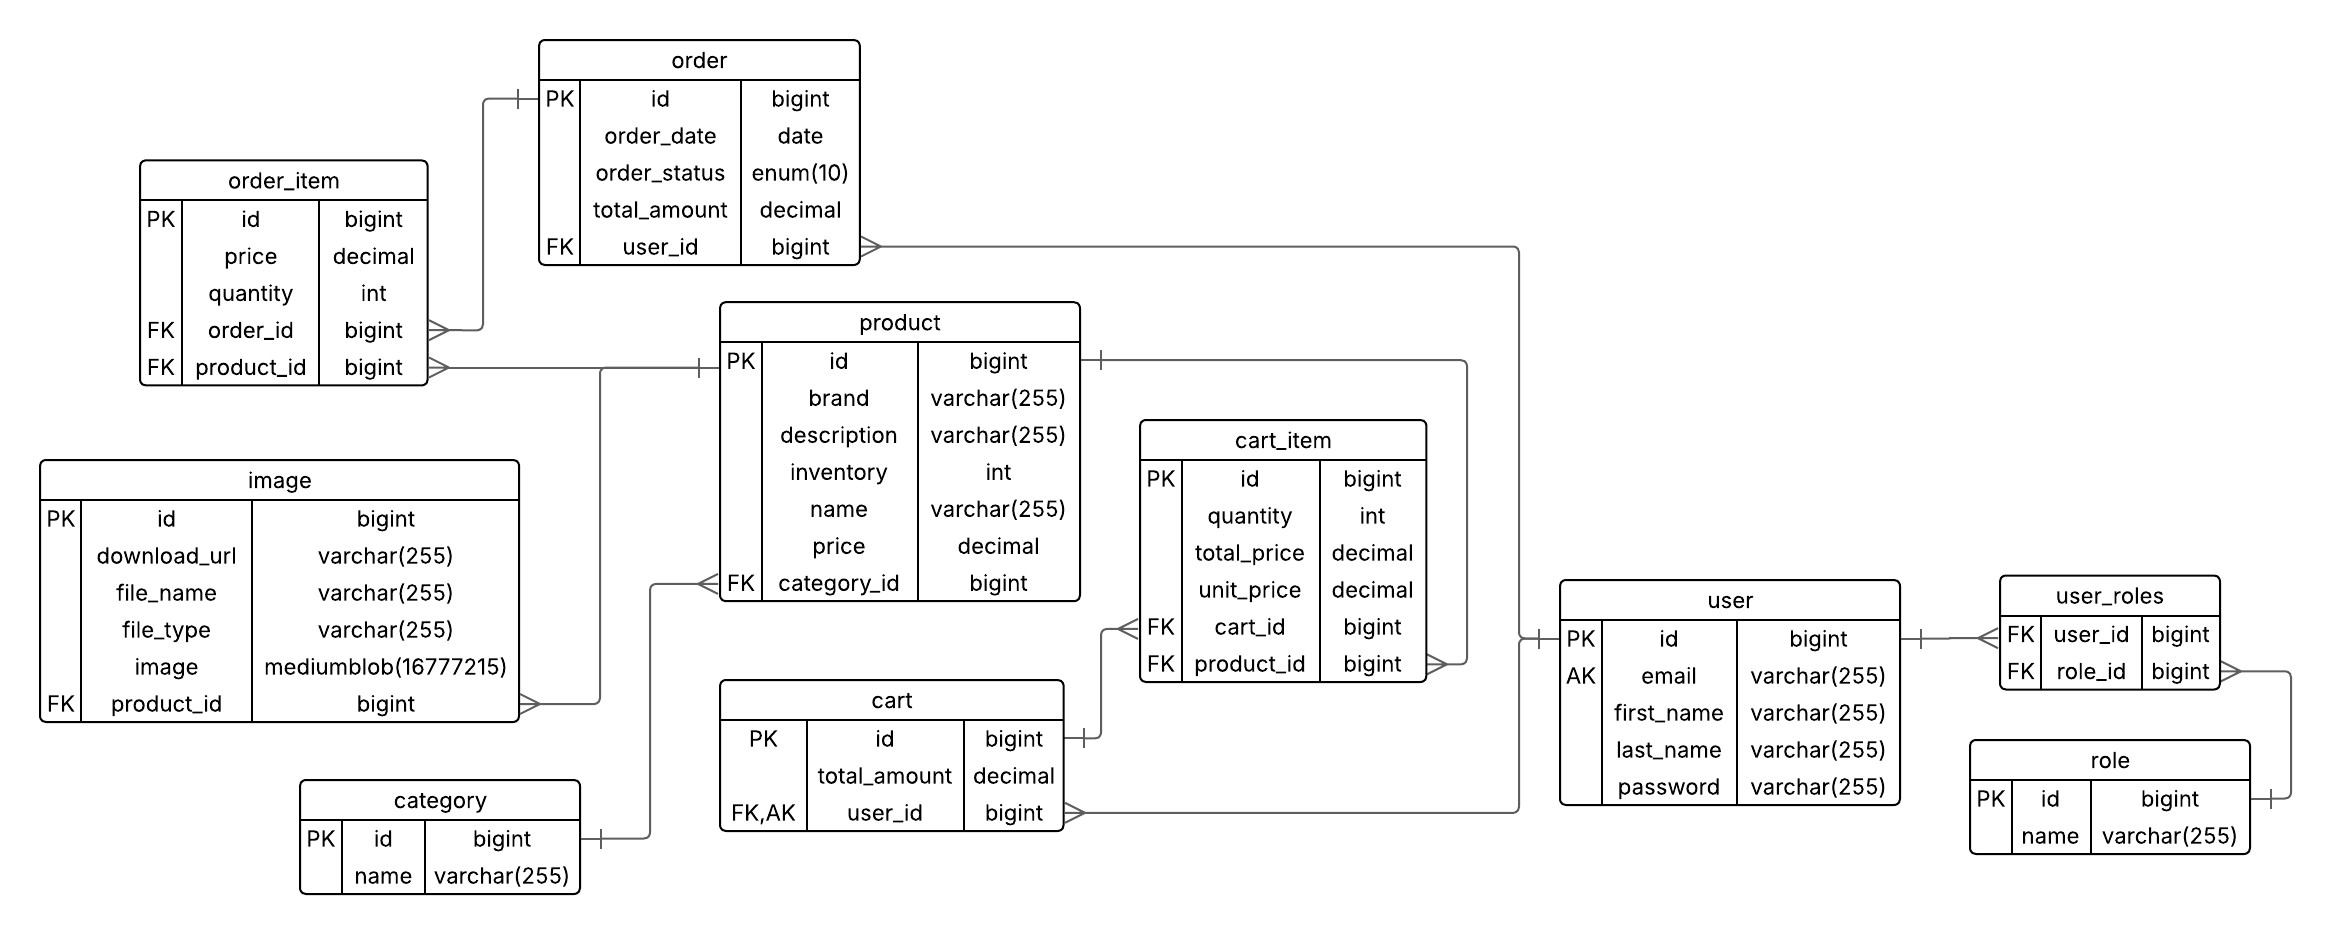 order
PK id bigint
order_date date
order_status enum(10)
total_amount decimal
FK user_id bigint
order_item
PK id bigint
price decimal
quantity int
FK order_id bigint
FK product_id bigint
product
PK id bigint
brand varchar(255)
description varchar(255)
inventory int
name varchar(255)
price decimal
FK category_id bigint
cart_item
PK id bigint
quantity int
total_price decimal
unit_price decimal
FK cart_id bigint
FK product_id bigint
image
PK id bigint
download_url varchar(255)
file_name varchar(255)
file_type varchar(255)
image mediumblob(16777215)
FK product_id bigint
user
PK id bigint
AK email varchar(255)
first_name varchar(255)
last_name varchar(255)
password varchar(255)
user_roles
FK user_id bigint
FK role_id bigint
cart
PK id bigint
total_amount decimal
FK,AK user_id bigint
role
PK id bigint
name varchar(255)
category
PK id bigint
name varchar(255)